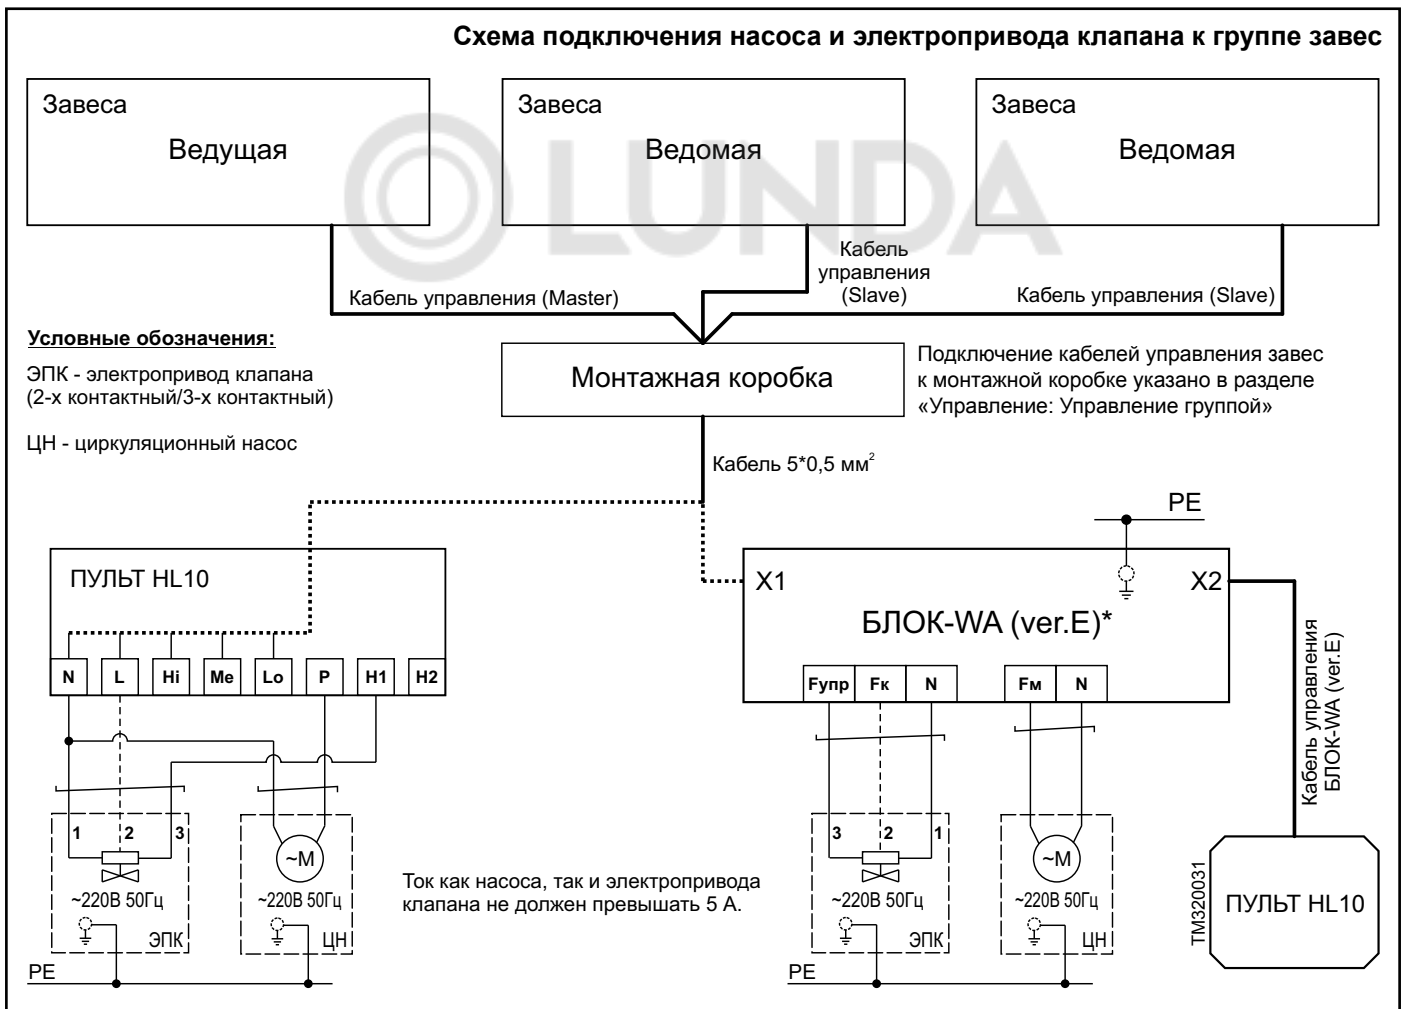 Схема подключения насоса и электропривода клапана к группе завес
Завеса
Ведущая
Завеса
Ведомая
Завеса
Ведомая
LUNDA
Кабель управления (Master)
Кабель
управления
(Slave)
Кабель управления (Slave)
Условные обозначения:
ЭПК - электропривод клапана
(2-х контактный/3-х контактный)
ЦН - циркуляционный насос
Монтажная коробка
Подключение кабелей управления завес
к монтажной коробке указано в разделе
«Управление: Управление группой»
Кабель 5*0,5 мм²
ПУЛЬТ HL10
N L Hi Me Lo P H1 H2
1 2 3
~220В 50Гц
ЭПК
~М
~220В 50Гц
ЦН
PE
Ток как насоса, так и электропривода
клапана не должен превышать 5 А.
PE
X1
X2
БЛОК-WA (ver.E)*
Fупр Fк N
Fм N
3 2 1
~220В 50Гц
ЭПК
~М
~220В 50Гц
ЦН
PE
Кабель управления
БЛОК-WA (ver.E)
ТМ320031
ПУЛЬТ HL10